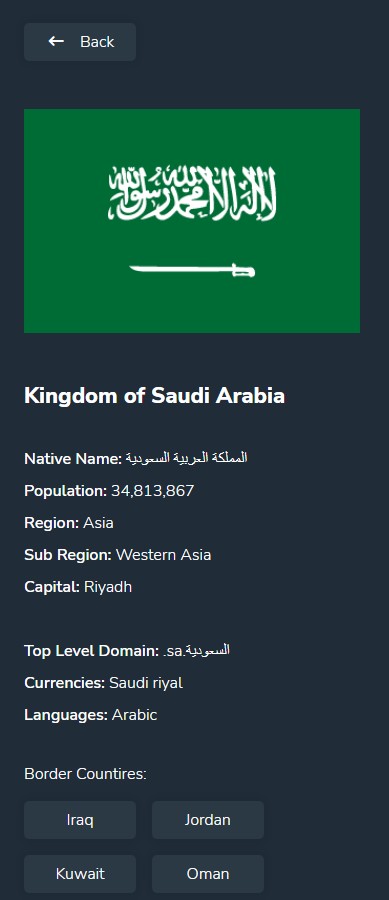 Back
لا إله إلا الله محمد رسول الله
Kingdom of Saudi Arabia
Native Name: المملكة العربية السعودية
Population: 34,813,867
Region: Asia
Sub Region: Western Asia
Capital: Riyadh
Top Level Domain: .sa.السعودية
Currencies: Saudi riyal
Languages: Arabic
Border Countires:
Iraq
Jordan
Kuwait
Oman